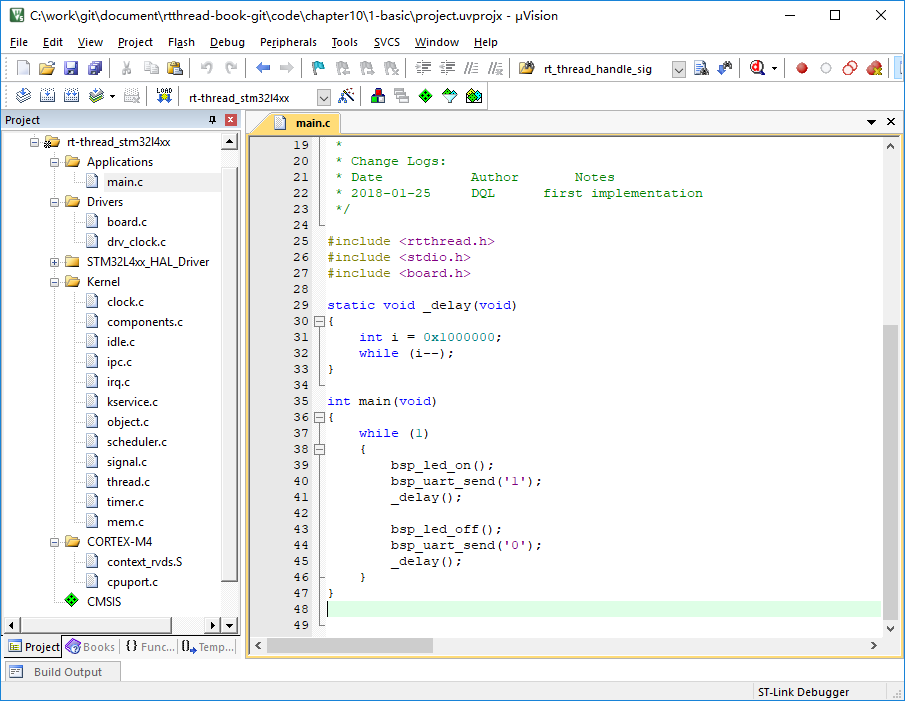 C:\work\git\document\rtthread-book-git\code\chapter10\1-basic\project.uvprojx - µVision
File Edit View Project Flash Debug Peripherals Tools SVCS Window Help
rt_thread_handle_sig
LOAD rt-thread_stm32l4xx
Project
rt-thread_stm32l4xx
Applications
main.c
Drivers
board.c
drv_clock.c
STM32L4xx_HAL_Driver
Kernel
clock.c
components.c
idle.c
ipc.c
irq.c
kservice.c
object.c
scheduler.c
signal.c
thread.c
timer.c
mem.c
CORTEX-M4
context_rvds.S
cpuport.c
CMSIS
Project Books {} Func... Temp...
main.c
19 *
20 * Change Logs:
21 * Date Author Notes
22 * 2018-01-25 DQL first implementation
23 */
24
25 #include <rtthread.h>
26 #include <stdio.h>
27 #include <board.h>
28
29 static void _delay(void)
30 {
31 int i = 0x1000000;
32 while (i--);
33 }
34
35 int main(void)
36 {
37 while (1)
38 {
39 bsp_led_on();
40 bsp_uart_send('1');
41 _delay();
42
43 bsp_led_off();
44 bsp_uart_send('0');
45 _delay();
46 }
47 }
48
49
Build Output
ST-Link Debugger